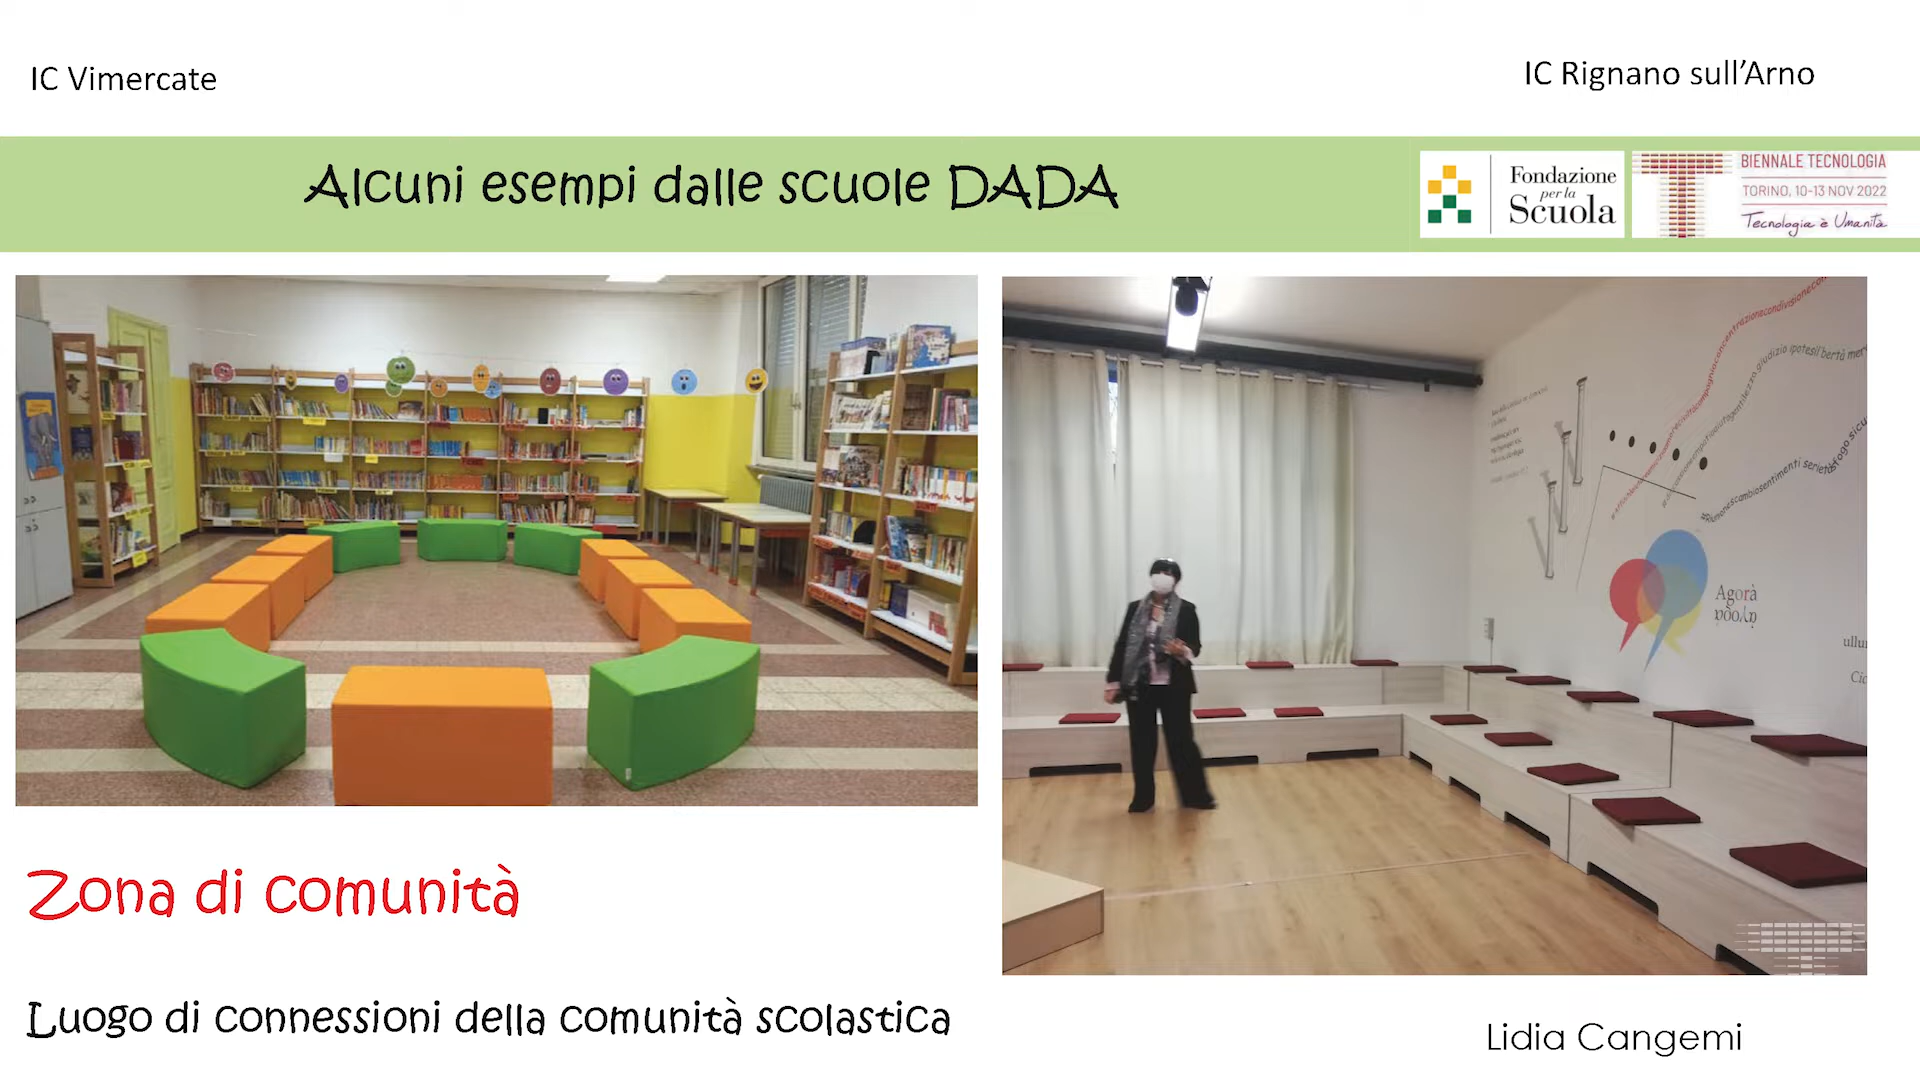 IC Vimercate
IC Rignano sull'Arno
Alcuni esempi dalle scuole DADA
Fondazione
per la
Scuola
BIENNALE TECNOLOGIA
TORINO, 10-13 NOV 2022
Tecnologia è Umanità
Agorà
Zona di comunità
Luogo di connessioni della comunità scolastica
Lidia Cangemi